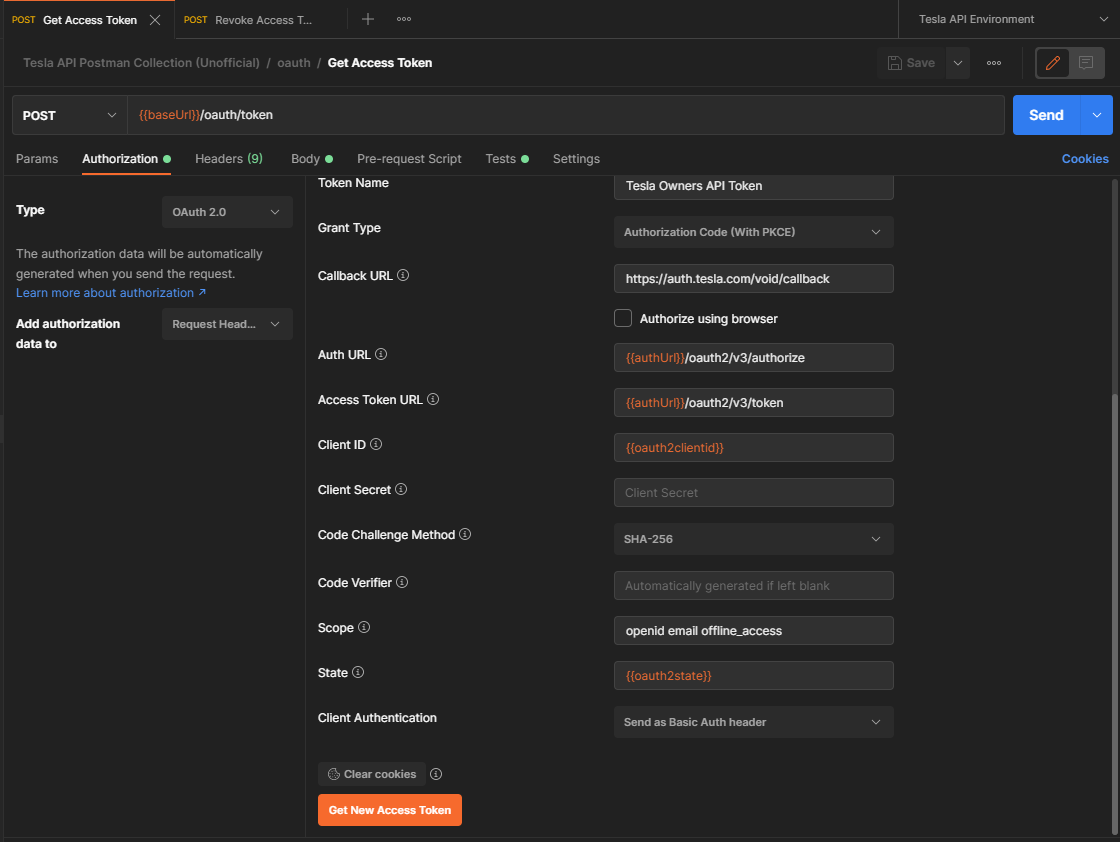 POST Get Access Token POST Revoke Access T...
Tesla API Environment
Tesla API Postman Collection (Unofficial) / oauth / Get Access Token
Save
POST {{baseUrl}}/oauth/token Send
Params Authorization Headers (9) Body Pre-request Script Tests Settings Cookies
Type OAuth 2.0
The authorization data will be automatically
generated when you send the request.
Learn more about authorization ↗
Add authorization
data to
Request Head...
Token Name Tesla Owners API Token
Grant Type Authorization Code (With PKCE)
Callback URL https://auth.tesla.com/void/callback
Authorize using browser
Auth URL {{authUrl}}/oauth2/v3/authorize
Access Token URL {{authUrl}}/oauth2/v3/token
Client ID {{oauth2clientid}}
Client Secret Client Secret
Code Challenge Method SHA-256
Code Verifier Automatically generated if left blank
Scope openid email offline_access
State {{oauth2state}}
Client Authentication Send as Basic Auth header
Clear cookies
Get New Access Token